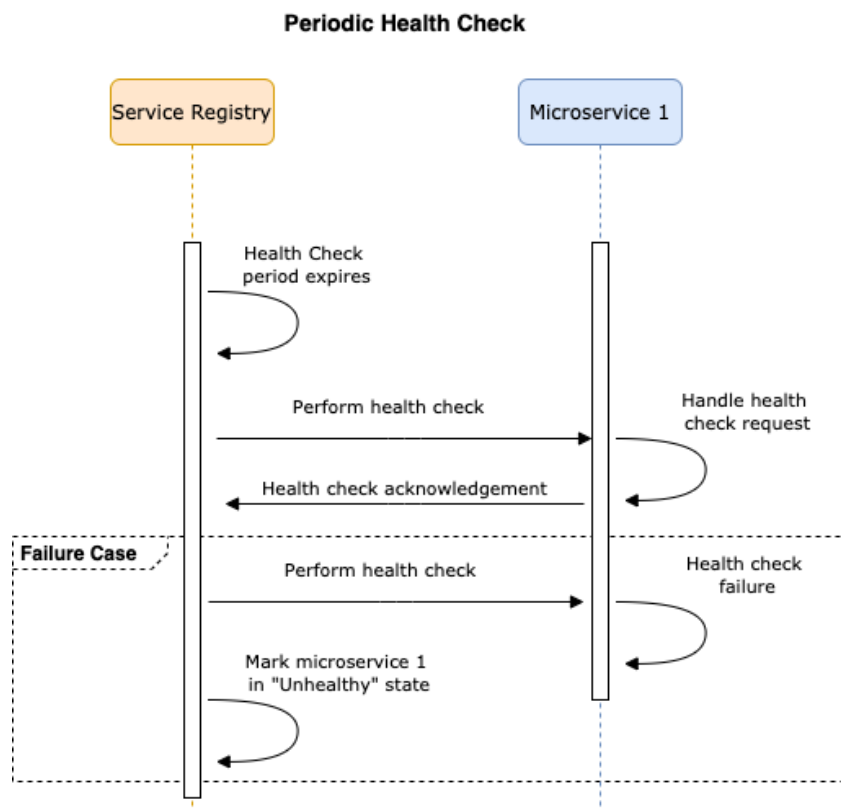 Periodic Health Check
Service Registry
Microservice 1
Health Check
period expires
Perform health check
Handle health
check request
Health check acknowledgement
Failure Case
Perform health check
Health check
failure
Mark microservice 1
in "Unhealthy" state